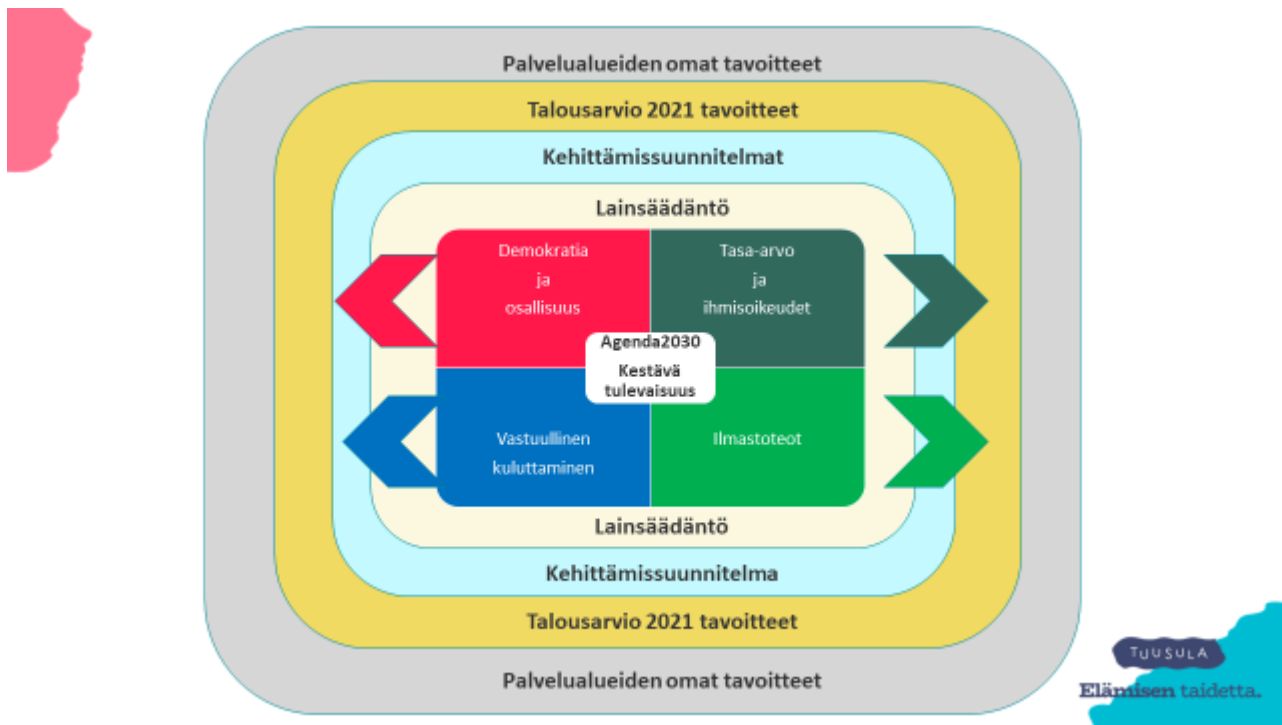 Palvelualueiden omat tavoitteet
Talousarvio 2021 tavoitteet
Kehittämissuunnitelmat
Lainsäädäntö
Demokratia
ja
osallisuus
Tasa-arvo
ja
ihmisoikeudet
Agenda2030
Kestävä
tulevaisuus
Vastuullinen
kuluttaminen
Ilmastoteot
Lainsäädäntö
Kehittämissuunnitelma
Talousarvio 2021 tavoitteet
Palvelualueiden omat tavoitteet
TUUSULA
Elämisen taidetta.